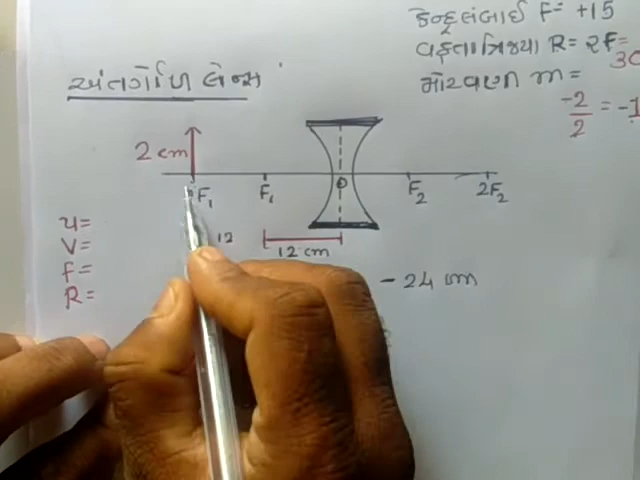 કેન્દ્રલંબાઈ F = +15
વક્રતાત્રિજ્યા R = 2F =
30
મોટવણી m =
-2/2 = -1
અંતર્ગોળ લેન્સ
2 cm
F₁ F₁ O F₂ 2F₂
12
12 cm
u =
V =
f =
R =
- 24 cm